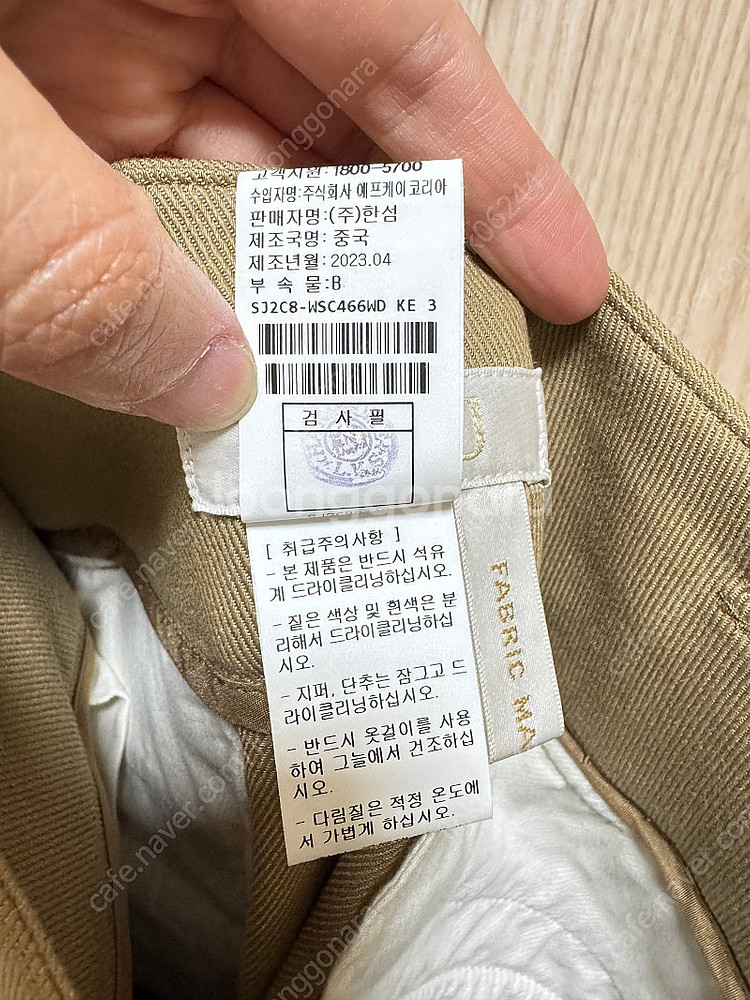 고객지원: 1800-5700
수입자명:주식회사 에프케이코리아
판매자명:(주)한섬
제조국명: 중국
제조년월: 2023.04
부 속 물:B
SJ2C8-WSC466WD KE 3
검 사 필
[ 취급주의사항 ]
- 본 제품은 반드시 석유
계 드라이클리닝하십시오.
- 짙은 색상 및 흰색은 분
리해서 드라이클리닝하십
시오.
- 지퍼, 단추는 잠그고 드
라이클리닝하십시오.
- 반드시 옷걸이를 사용
하여 그늘에서 건조하십
시오.
- 다림질은 적정 온도에
서 가볍게 하십시오.
FABRIC MA
joonggonara
cafe.naver.com